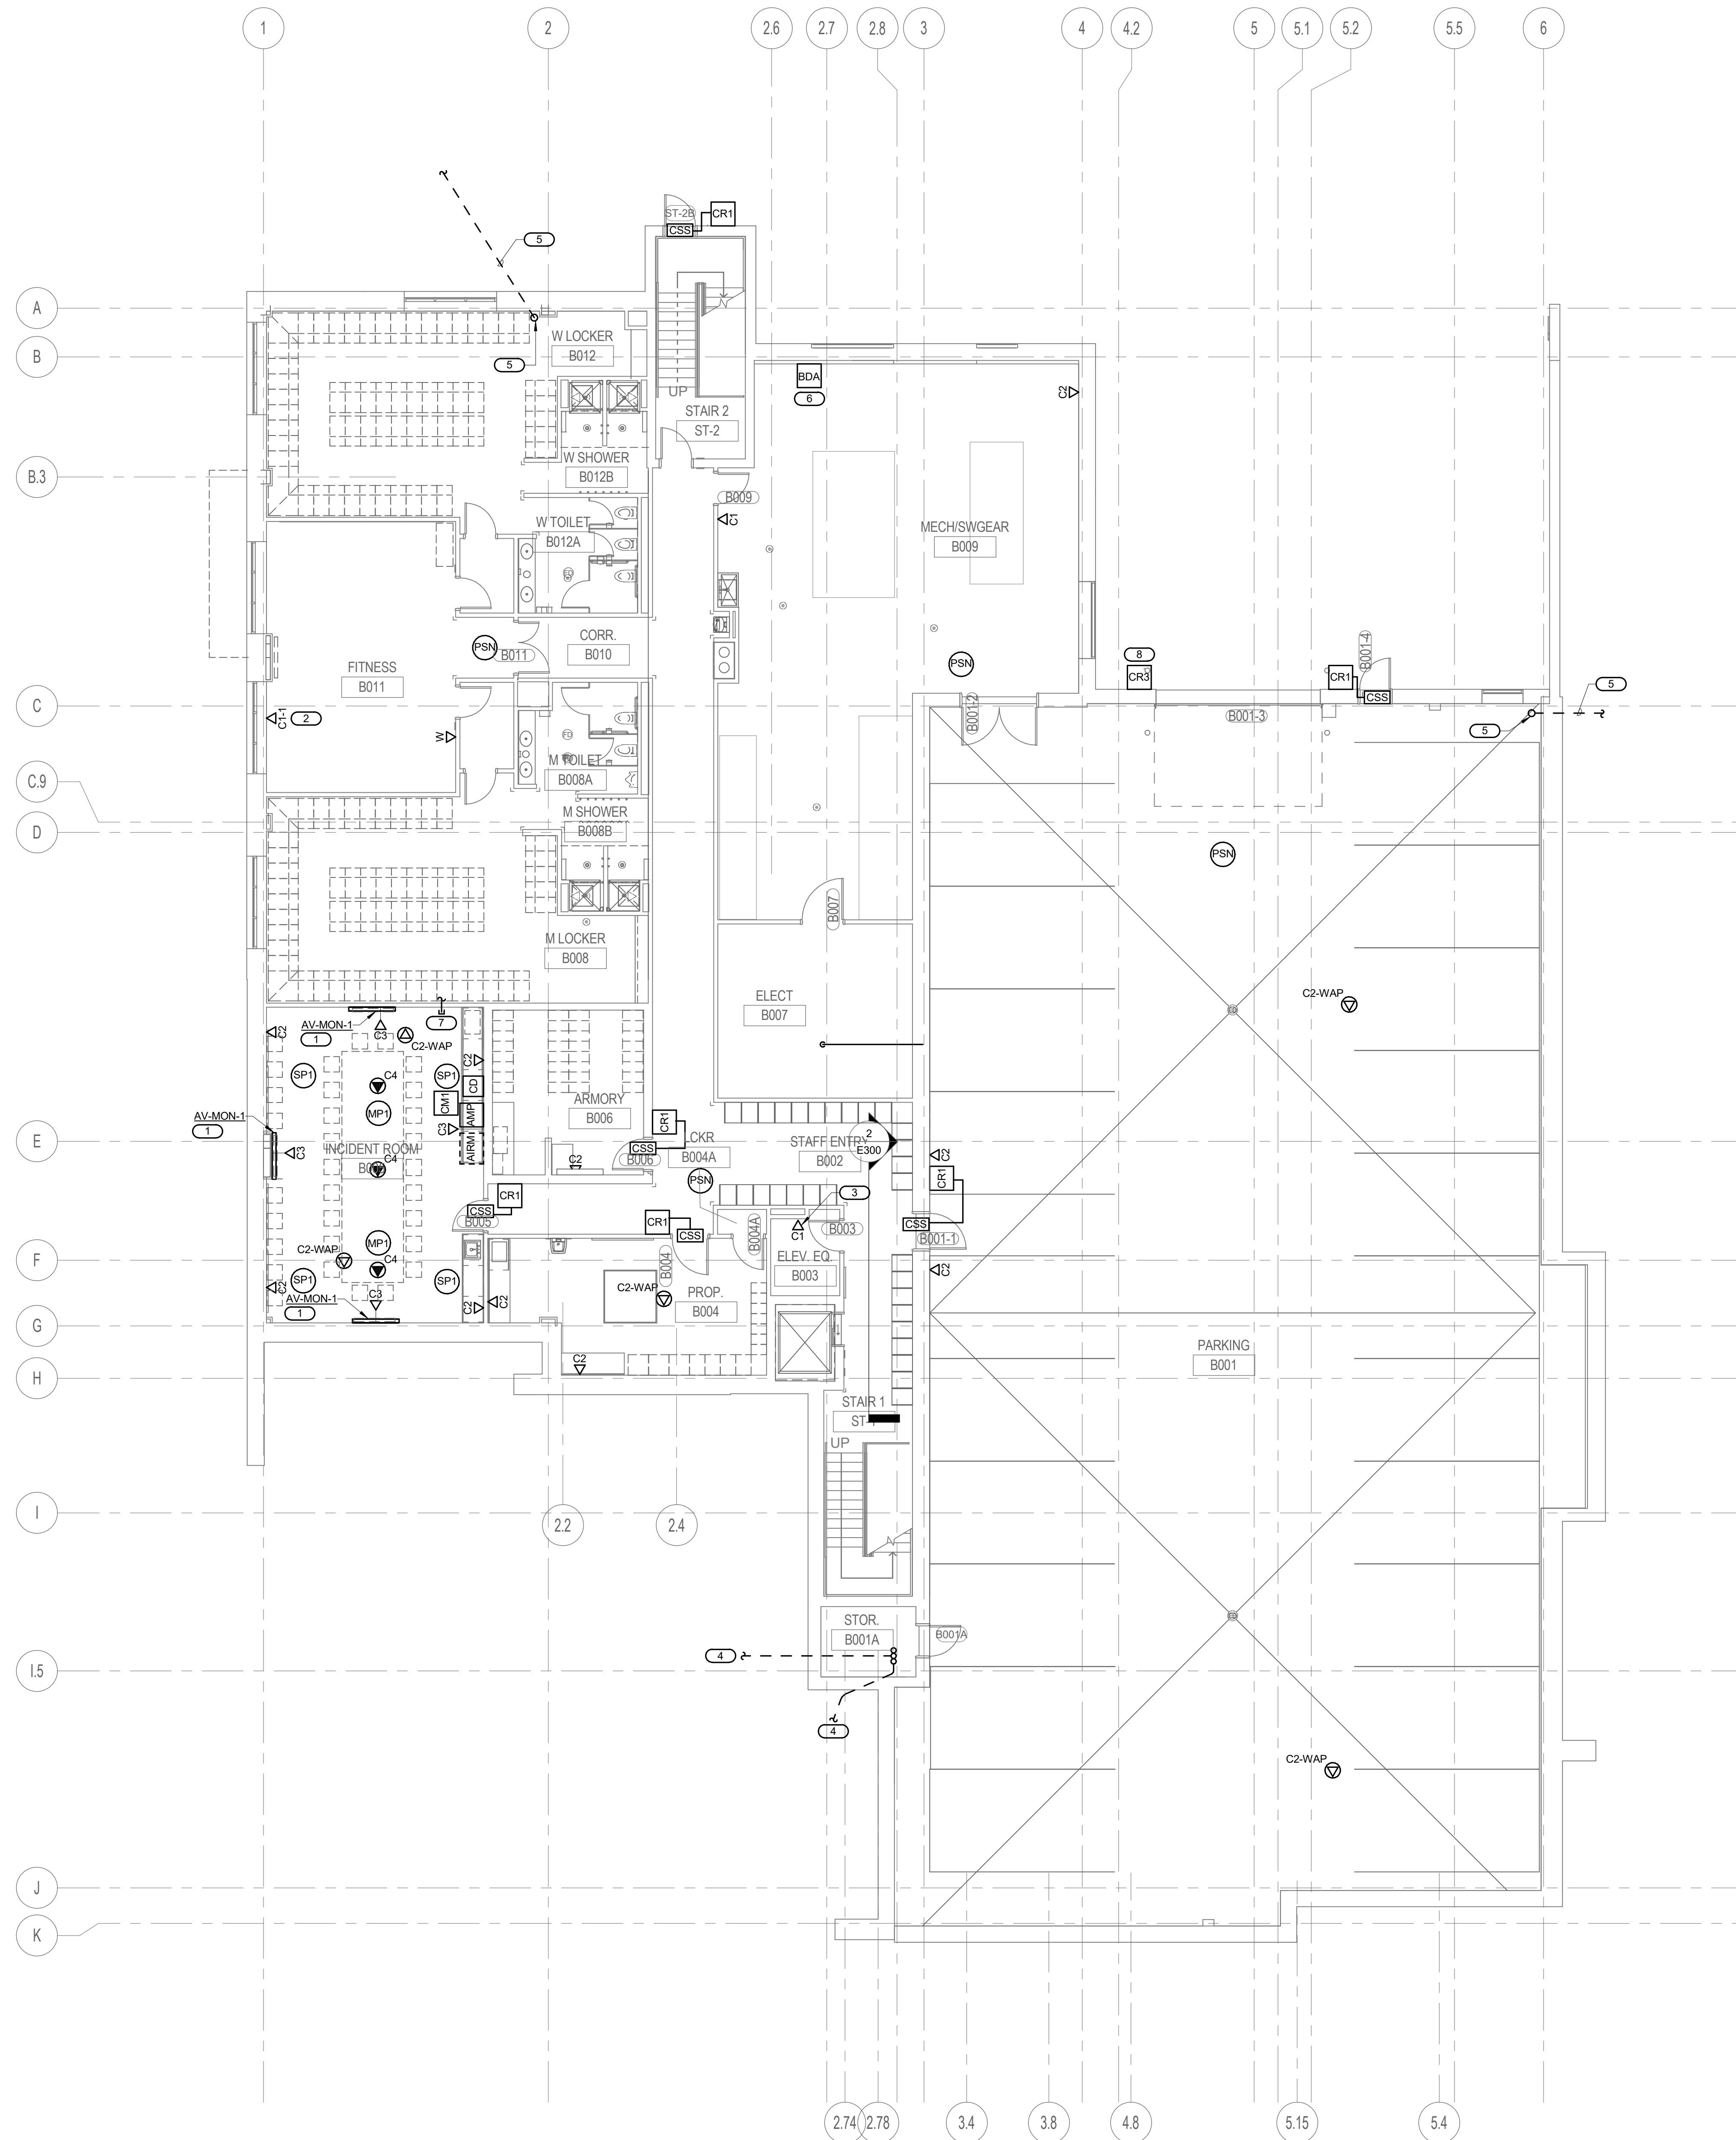 1
2
2.6
2.7
2.8
3
4
4.2
5
5.1
5.2
5.5
6
ST-2B
CR1
CSS
5
A
W LOCKER
B012
B
5
BDA
6
C2
UP
STAIR 2
ST-2
W SHOWER
B012B
B.3
B009
C1
W TOILET
B012A
MECH/SWGEAR
B009
FD
CORR.
B010
PSN
B011
FITNESS
B011
PSN
8
CR3
CR1
CSS
B001-4
5
C
C1-1
2
W
B001-2
B001-3
5
FD
M TOILET
B008A
C.9
M SHOWER
B008B
D
PSN
B007
M LOCKER
B008
ELECT
B007
C2-WAP
7
AV-MON-1
1
C2
C3
C2-WAP
C2
SP1
C4
SP1
CD
MP1
CM1
AMP
ARMORY
B006
AV-MON-1
1
C3
AIRM
CR1
E
C3
INCIDENT ROOM
C4
C2
CSS
B006
CKR
B004A
STAFF ENTRY
B002
2
E300
C2
CR1
PSN
CR1
CSS
B005
3
CR1
CSS
B004A
C1
B003
CSS
B001-1
MP1
C2-WAP
C4
F
B004
ELEV. EQ.
B003
C2
SP1
C2
SP1
C2-WAP
PROP.
B004
AV-MON-1
1
C3
C2
C2
G
PARKING
B001
C2
H
STAIR 1
UP
I
2.2
2.4
STOR.
B001A
B001A
4
I.5
4
C2-WAP
J
K
2.74
2.78
3.4
3.8
4.8
5.15
5.4